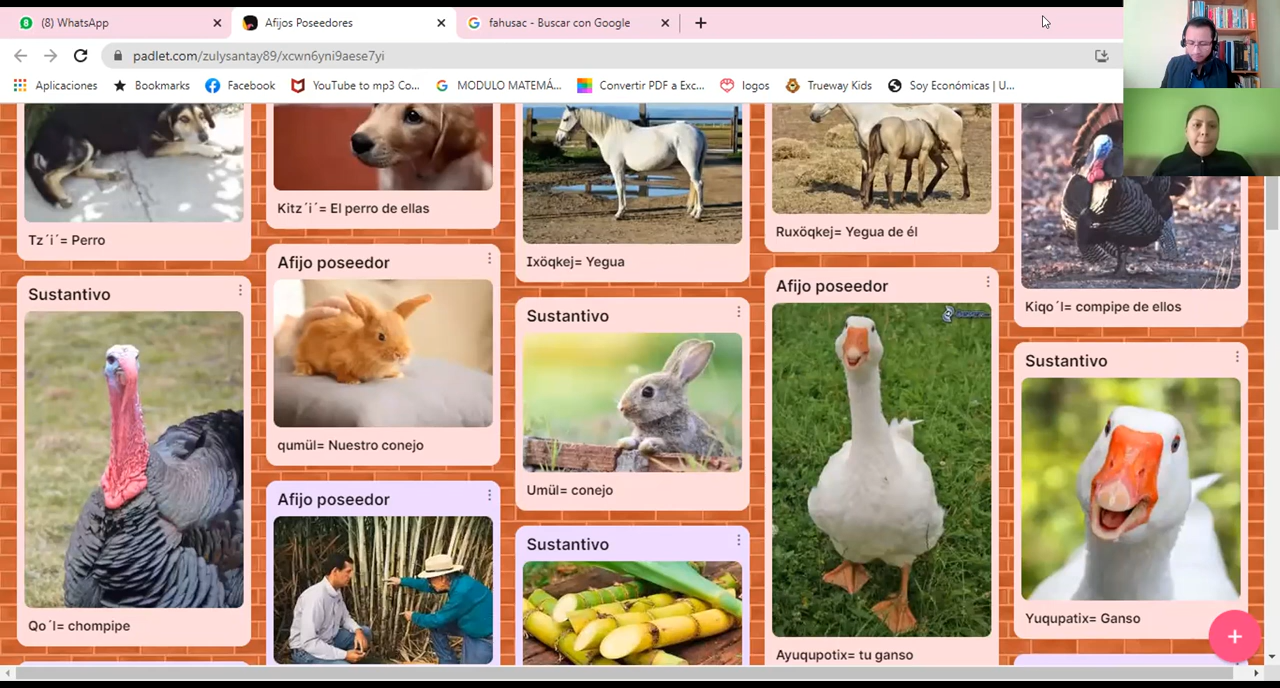 (8) WhatsApp
Afijos Poseedores
fahusac - Buscar con Google
padlet.com/zulysantay89/xcwn6yni9aese7yi
Aplicaciones
Bookmarks
Facebook
YouTube to mp3 Co...
MODULO MATEMÁ...
Convertir PDF a Exc...
logos
Trueway Kids
Soy Económicas | U...
Tz´i´= Perro
Sustantivo
Qo´l= chompipe
Kitz´i´= El perro de ellas
Afijo poseedor
qumül= Nuestro conejo
Afijo poseedor
Ixöqkej= Yegua
Sustantivo
Umül= conejo
Sustantivo
Ruxöqkej= Yegua de él
Afijo poseedor
Ayuqupotix= tu ganso
Kiqo´l= compipe de ellos
Sustantivo
Yuqupatix= Ganso